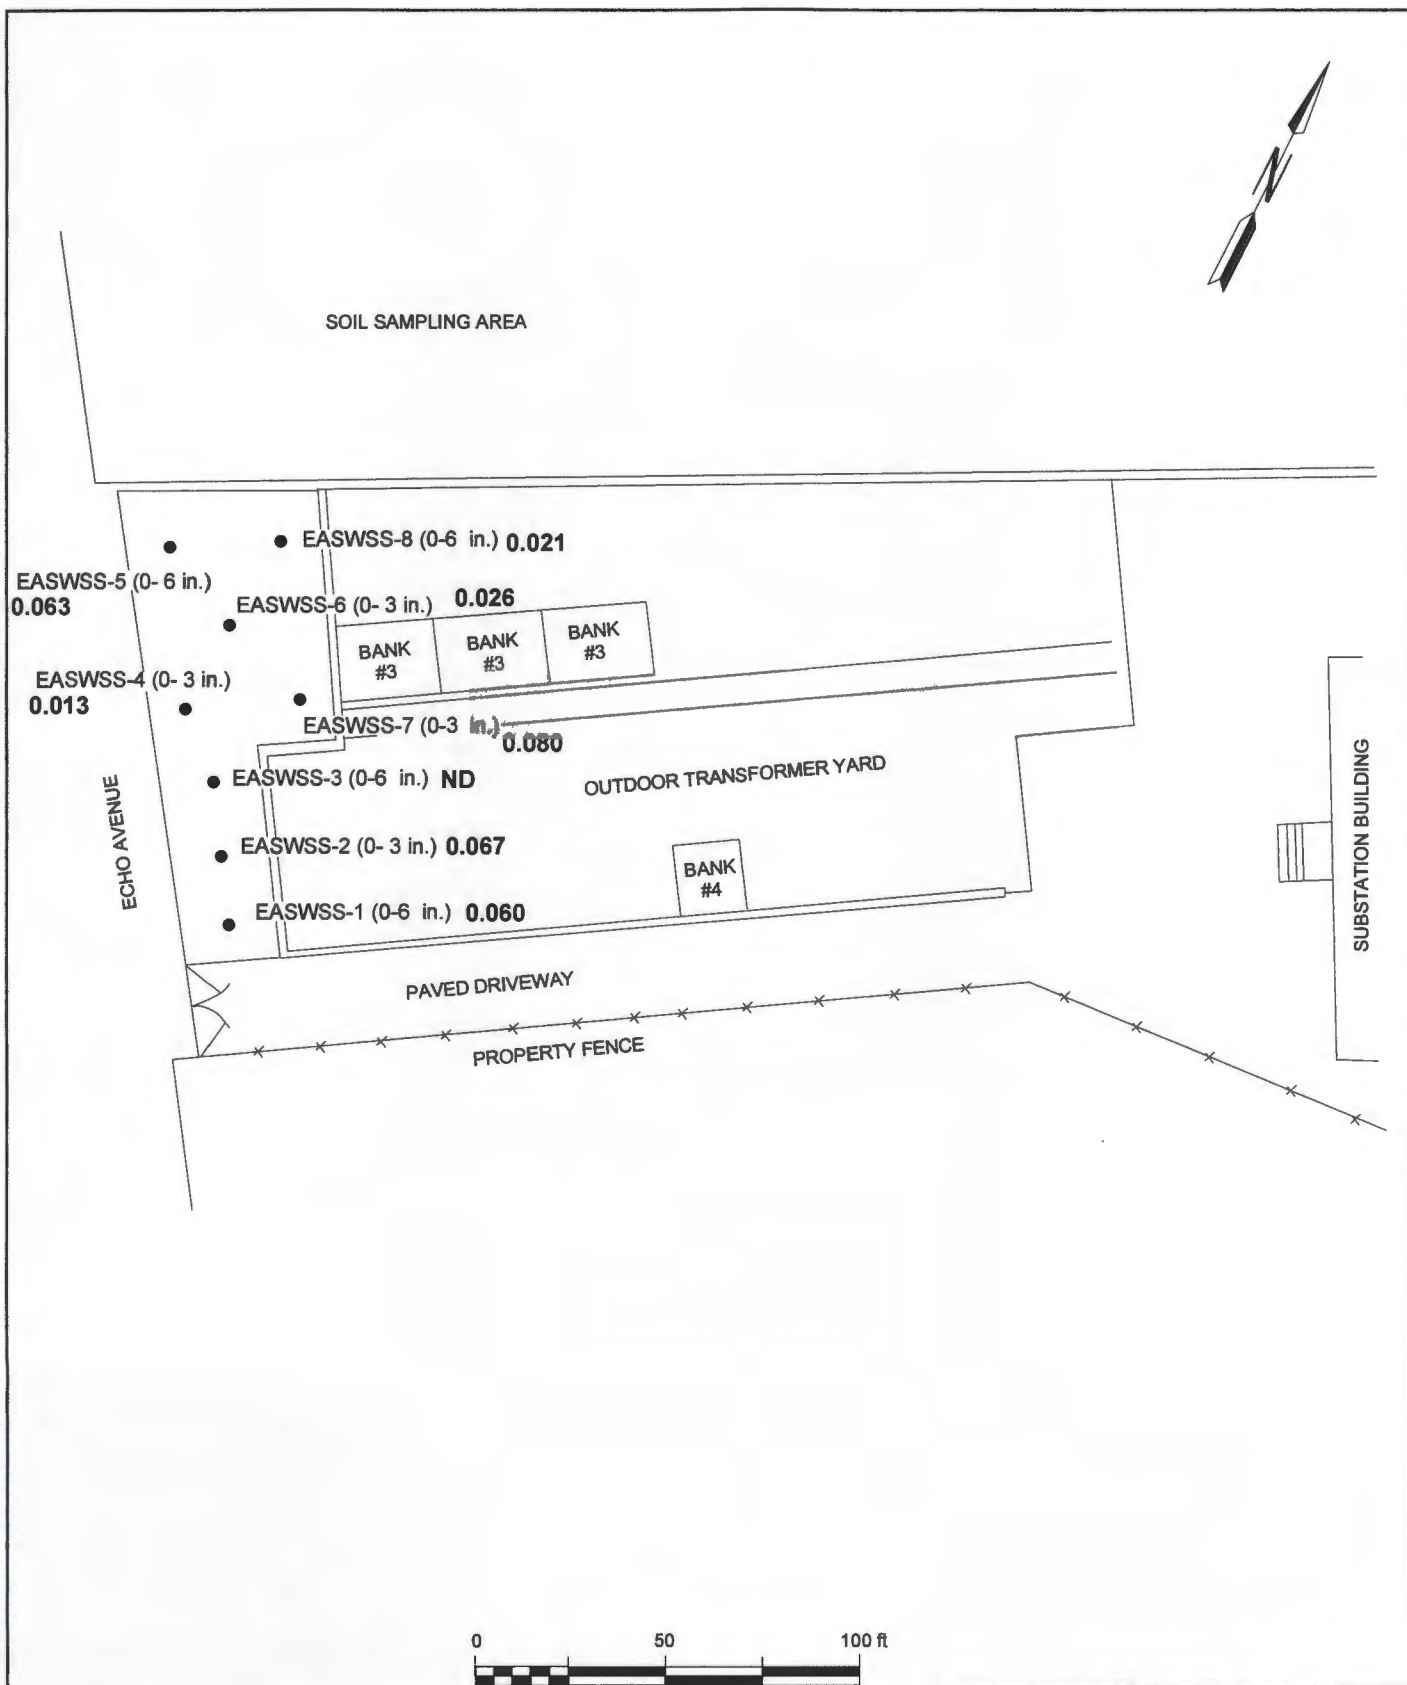 N
SOIL SAMPLING AREA
EASWSS-8 (0-6 in.) 0.021
EASWSS-5 (0- 6 in.)
0.063
EASWSS-6 (0- 3 in.) 0.026
BANK
#3
BANK
#3
BANK
#3
EASWSS-4 (0- 3 in.)
0.013
EASWSS-7 (0-3 in.)
0.080
EASWSS-3 (0-6 in.) ND
OUTDOOR TRANSFORMER YARD
ECHO AVENUE
EASWSS-2 (0- 3 in.) 0.067
BANK
#4
SUBSTATION BUILDING
EASWSS-1 (0-6 in.) 0.060
PAVED DRIVEWAY
PROPERTY FENCE
0 50 100 ft